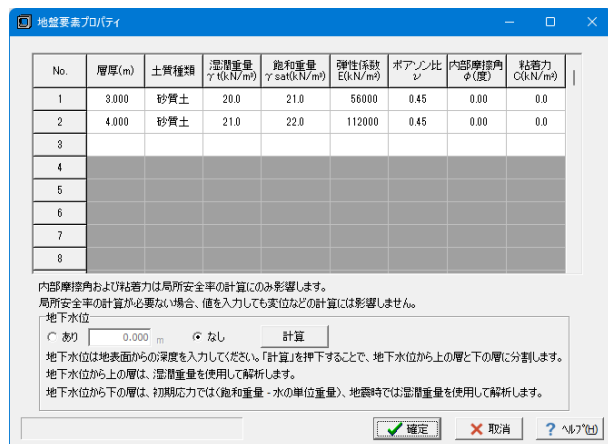 地盤要素プロパティ
No. 層厚(m) 土質種類 湿潤重量 γt(kN/m³) 飽和重量 γsat(kN/m³) 弾性係数 E(kN/m²) ポアソン比 ν 内部摩擦角 φ(度) 粘着力 C(kN/m²)
1 3.000 砂質土 20.0 21.0 56000 0.45 0.00 0.0
2 4.000 砂質土 21.0 22.0 112000 0.45 0.00 0.0
3
4
5
6
7
8
内部摩擦角および粘着力は局所安全率の計算にのみ影響します。
局所安全率の計算が必要ない場合、値を入力しても変位などの計算には影響しません。
地下水位
あり 0.000 m なし 計算
地下水位は地表面からの深度を入力してください。「計算」を押下することで、地下水位から上の層と下の層に分割します。
地下水位から上の層は、湿潤重量を使用して解析します。
地下水位から下の層は、初期応力では(飽和重量 - 水の単位重量)、地震時では湿潤重量を使用して解析します。
確定 取消 ? ヘルプ(H)